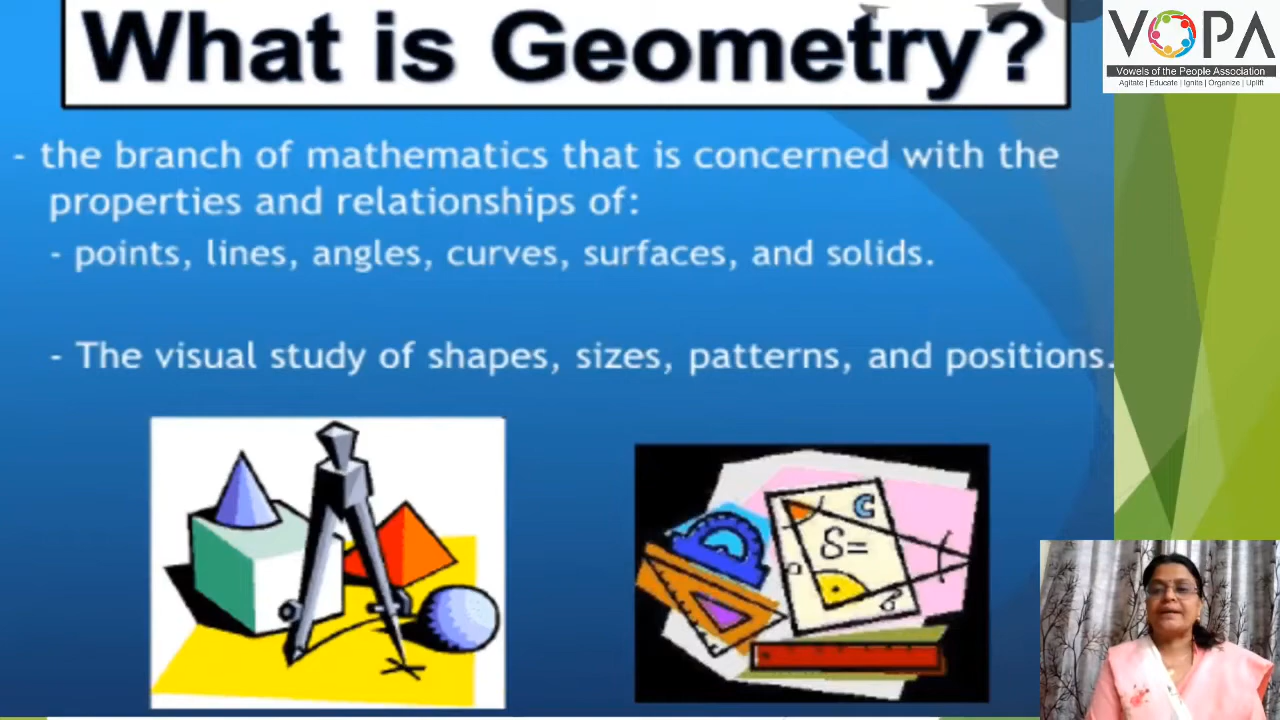 What is Geometry?
VOPA
Vowels of the People Association
Agitate | Educate | Ignite | Organize | Uplift
- the branch of mathematics that is concerned with the
properties and relationships of:
- points, lines, angles, curves, surfaces, and solids.
- The visual study of shapes, sizes, patterns, and positions.
C
S=